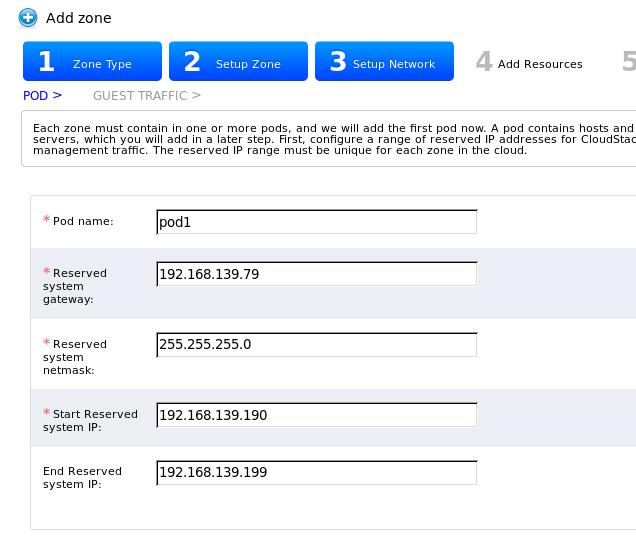 Add zone
1 Zone Type 2 Setup Zone 3 Setup Network 4 Add Resources 5
POD > GUEST TRAFFIC >
Each zone must contain in one or more pods, and we will add the first pod now. A pod contains hosts and
servers, which you will add in a later step. First, configure a range of reserved IP addresses for CloudStac
management traffic. The reserved IP range must be unique for each zone in the cloud.
* Pod name: pod1
* Reserved
system
gateway:
192.168.139.79
* Reserved
system
netmask:
255.255.255.0
* Start Reserved
system IP:
192.168.139.190
End Reserved
system IP:
192.168.139.199